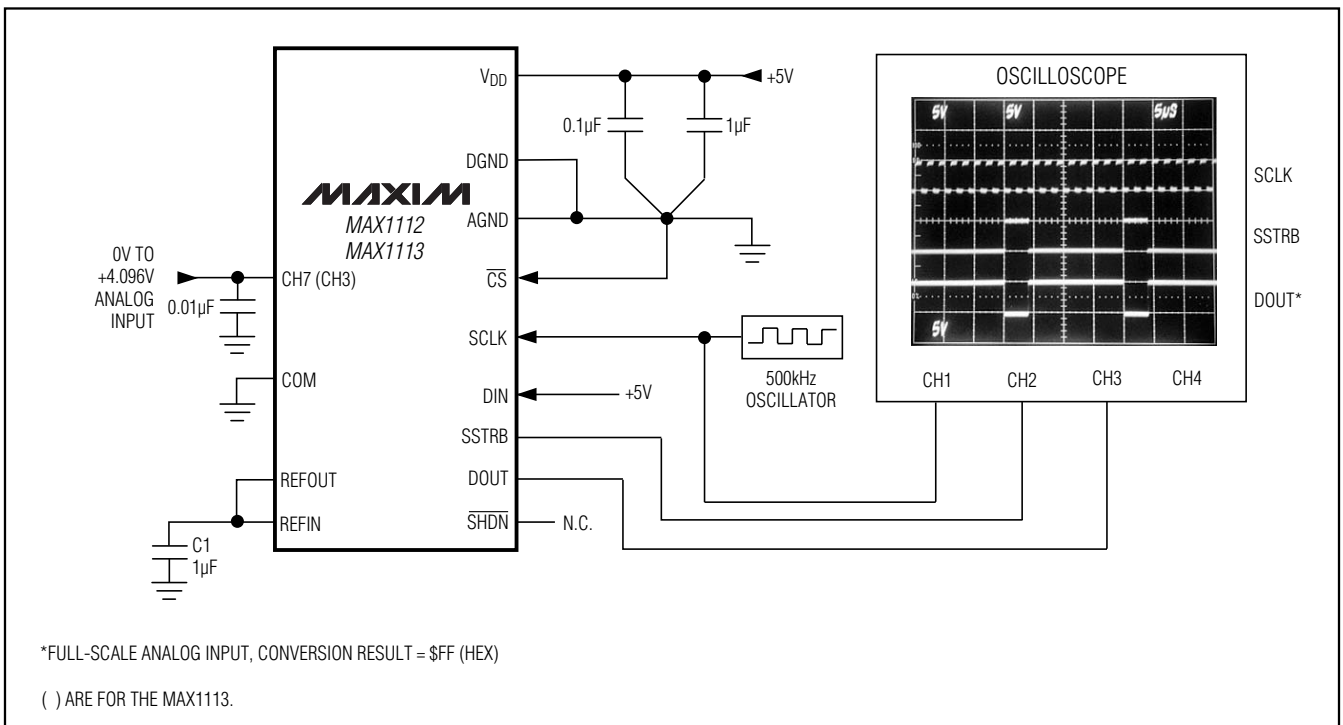 OSCILLOSCOPE
5V 5V 5µS
5V
SCLK
SSTRB
DOUT*
CH1 CH2 CH3 CH4
VDD
+5V
0.1µF
1µF
DGND
MAXIM
MAX1112
MAX1113
AGND
0V TO
+4.096V
ANALOG
INPUT
0.01µF
CH7 (CH3)
CS
SCLK
500kHz
OSCILLATOR
COM
DIN
+5V
SSTRB
REFOUT
DOUT
REFIN
SHDN
N.C.
C1
1µF
*FULL-SCALE ANALOG INPUT, CONVERSION RESULT = $FF (HEX)
( ) ARE FOR THE MAX1113.